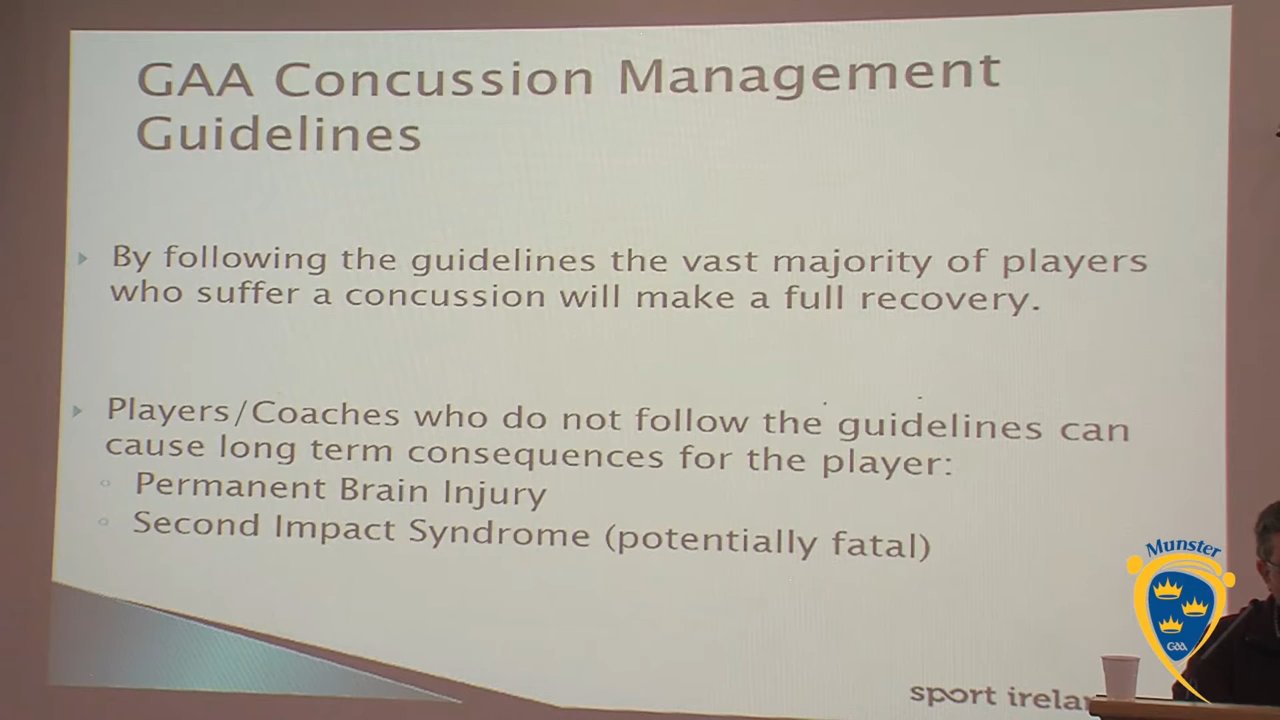 GAA Concussion Management
Guidelines
By following the guidelines the vast majority of players
who suffer a concussion will make a full recovery.
Players/Coaches who do not follow the guidelines can
cause long term consequences for the player:
Permanent Brain Injury
Second Impact Syndrome (potentially fatal)
Munster
GAA
sport irela